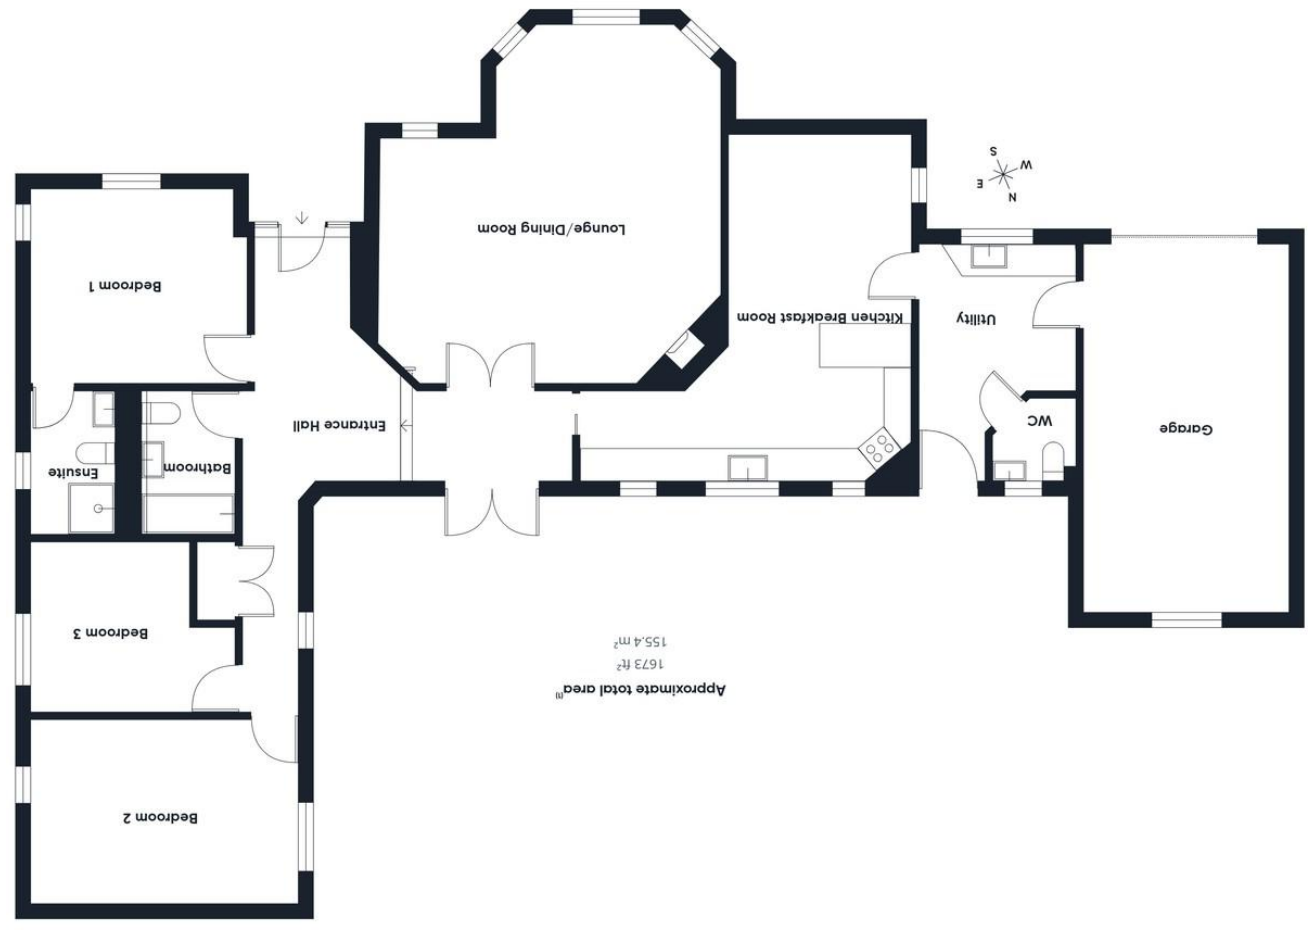 Bedroom 2
Approximate total area(1)
1673 ft²
155.4 m²
Bedroom 3
Bathroom
Ensuite
Garage
WC
Entrance Hall
Utility
Kitchen Breakfast Room
Bedroom 1
Lounge/Dining Room
N
E
W
S